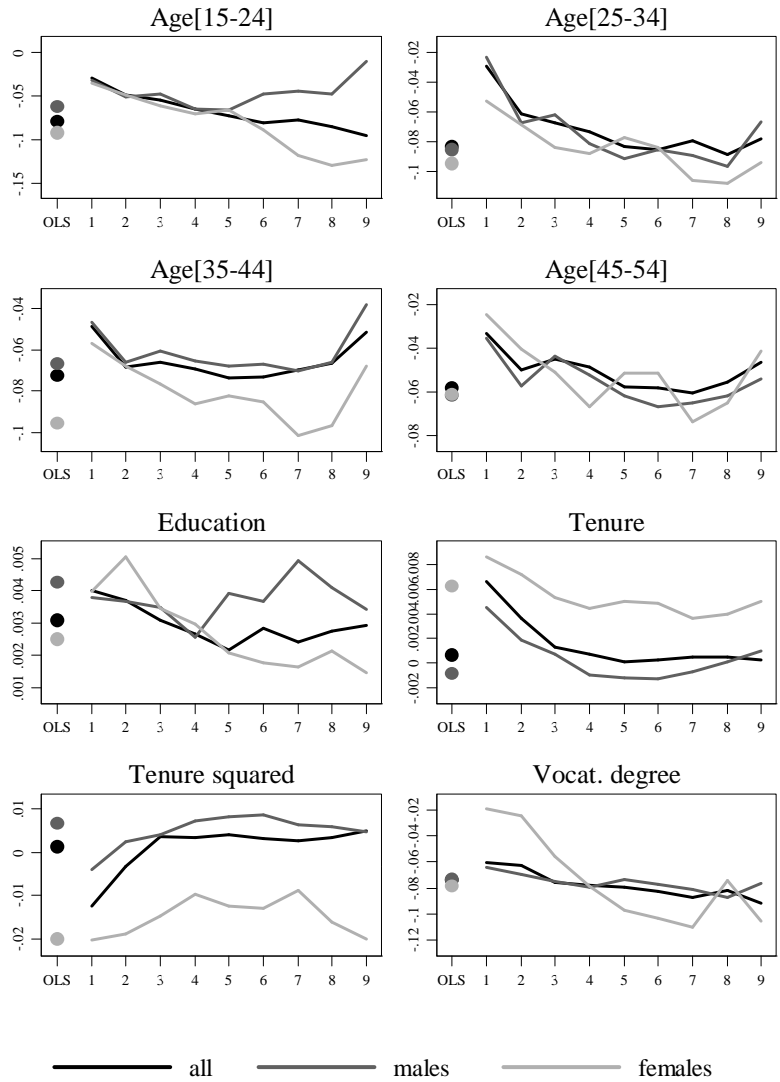 Age[15-24]
0
-.05
-.1
-.15
OLS 1 2 3 4 5 6 7 8 9
Age[25-34]
-.02
-.04
-.06
-.08
-.1
OLS 1 2 3 4 5 6 7 8 9
Age[35-44]
-.04
-.06
-.08
-.1
OLS 1 2 3 4 5 6 7 8 9
Age[45-54]
-.02
-.04
-.06
-.08
OLS 1 2 3 4 5 6 7 8 9
Education
.005
.004
.003
.002
.001
OLS 1 2 3 4 5 6 7 8 9
Tenure
.008
.006
.004
.002
0
-.002
OLS 1 2 3 4 5 6 7 8 9
Tenure squared
.01
0
-.01
-.02
OLS 1 2 3 4 5 6 7 8 9
Vocat. degree
-.02
-.04
-.06
-.08
-.1
-.12
OLS 1 2 3 4 5 6 7 8 9
all males females